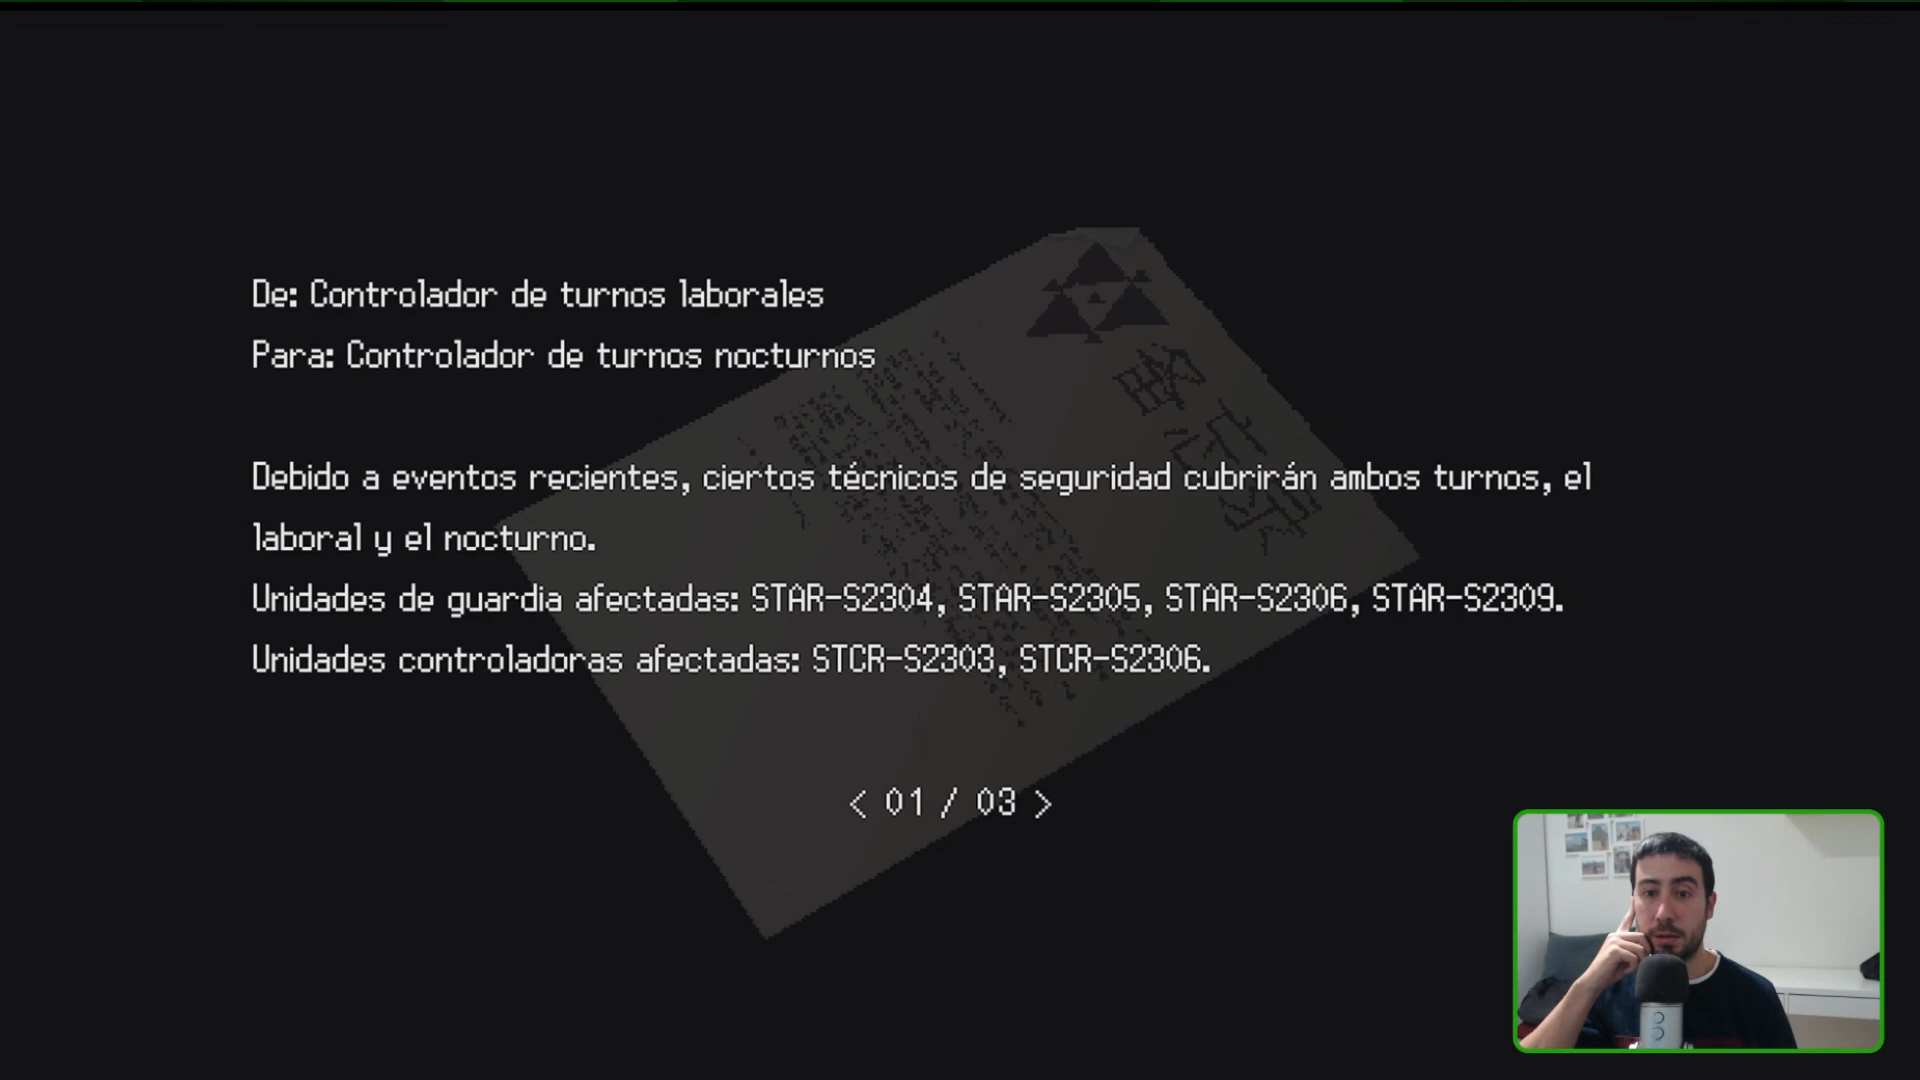 De: Controlador de turnos laborales
Para: Controlador de turnos nocturnos
Debido a eventos recientes, ciertos técnicos de seguridad cubrirán ambos turnos, el
laboral y el nocturno.
Unidades de guardia afectadas: STAR-S2304, STAR-S2305, STAR-S2306, STAR-S2309.
Unidades controladoras afectadas: STCR-S2303, STCR-S2306.
< 01 / 03 >